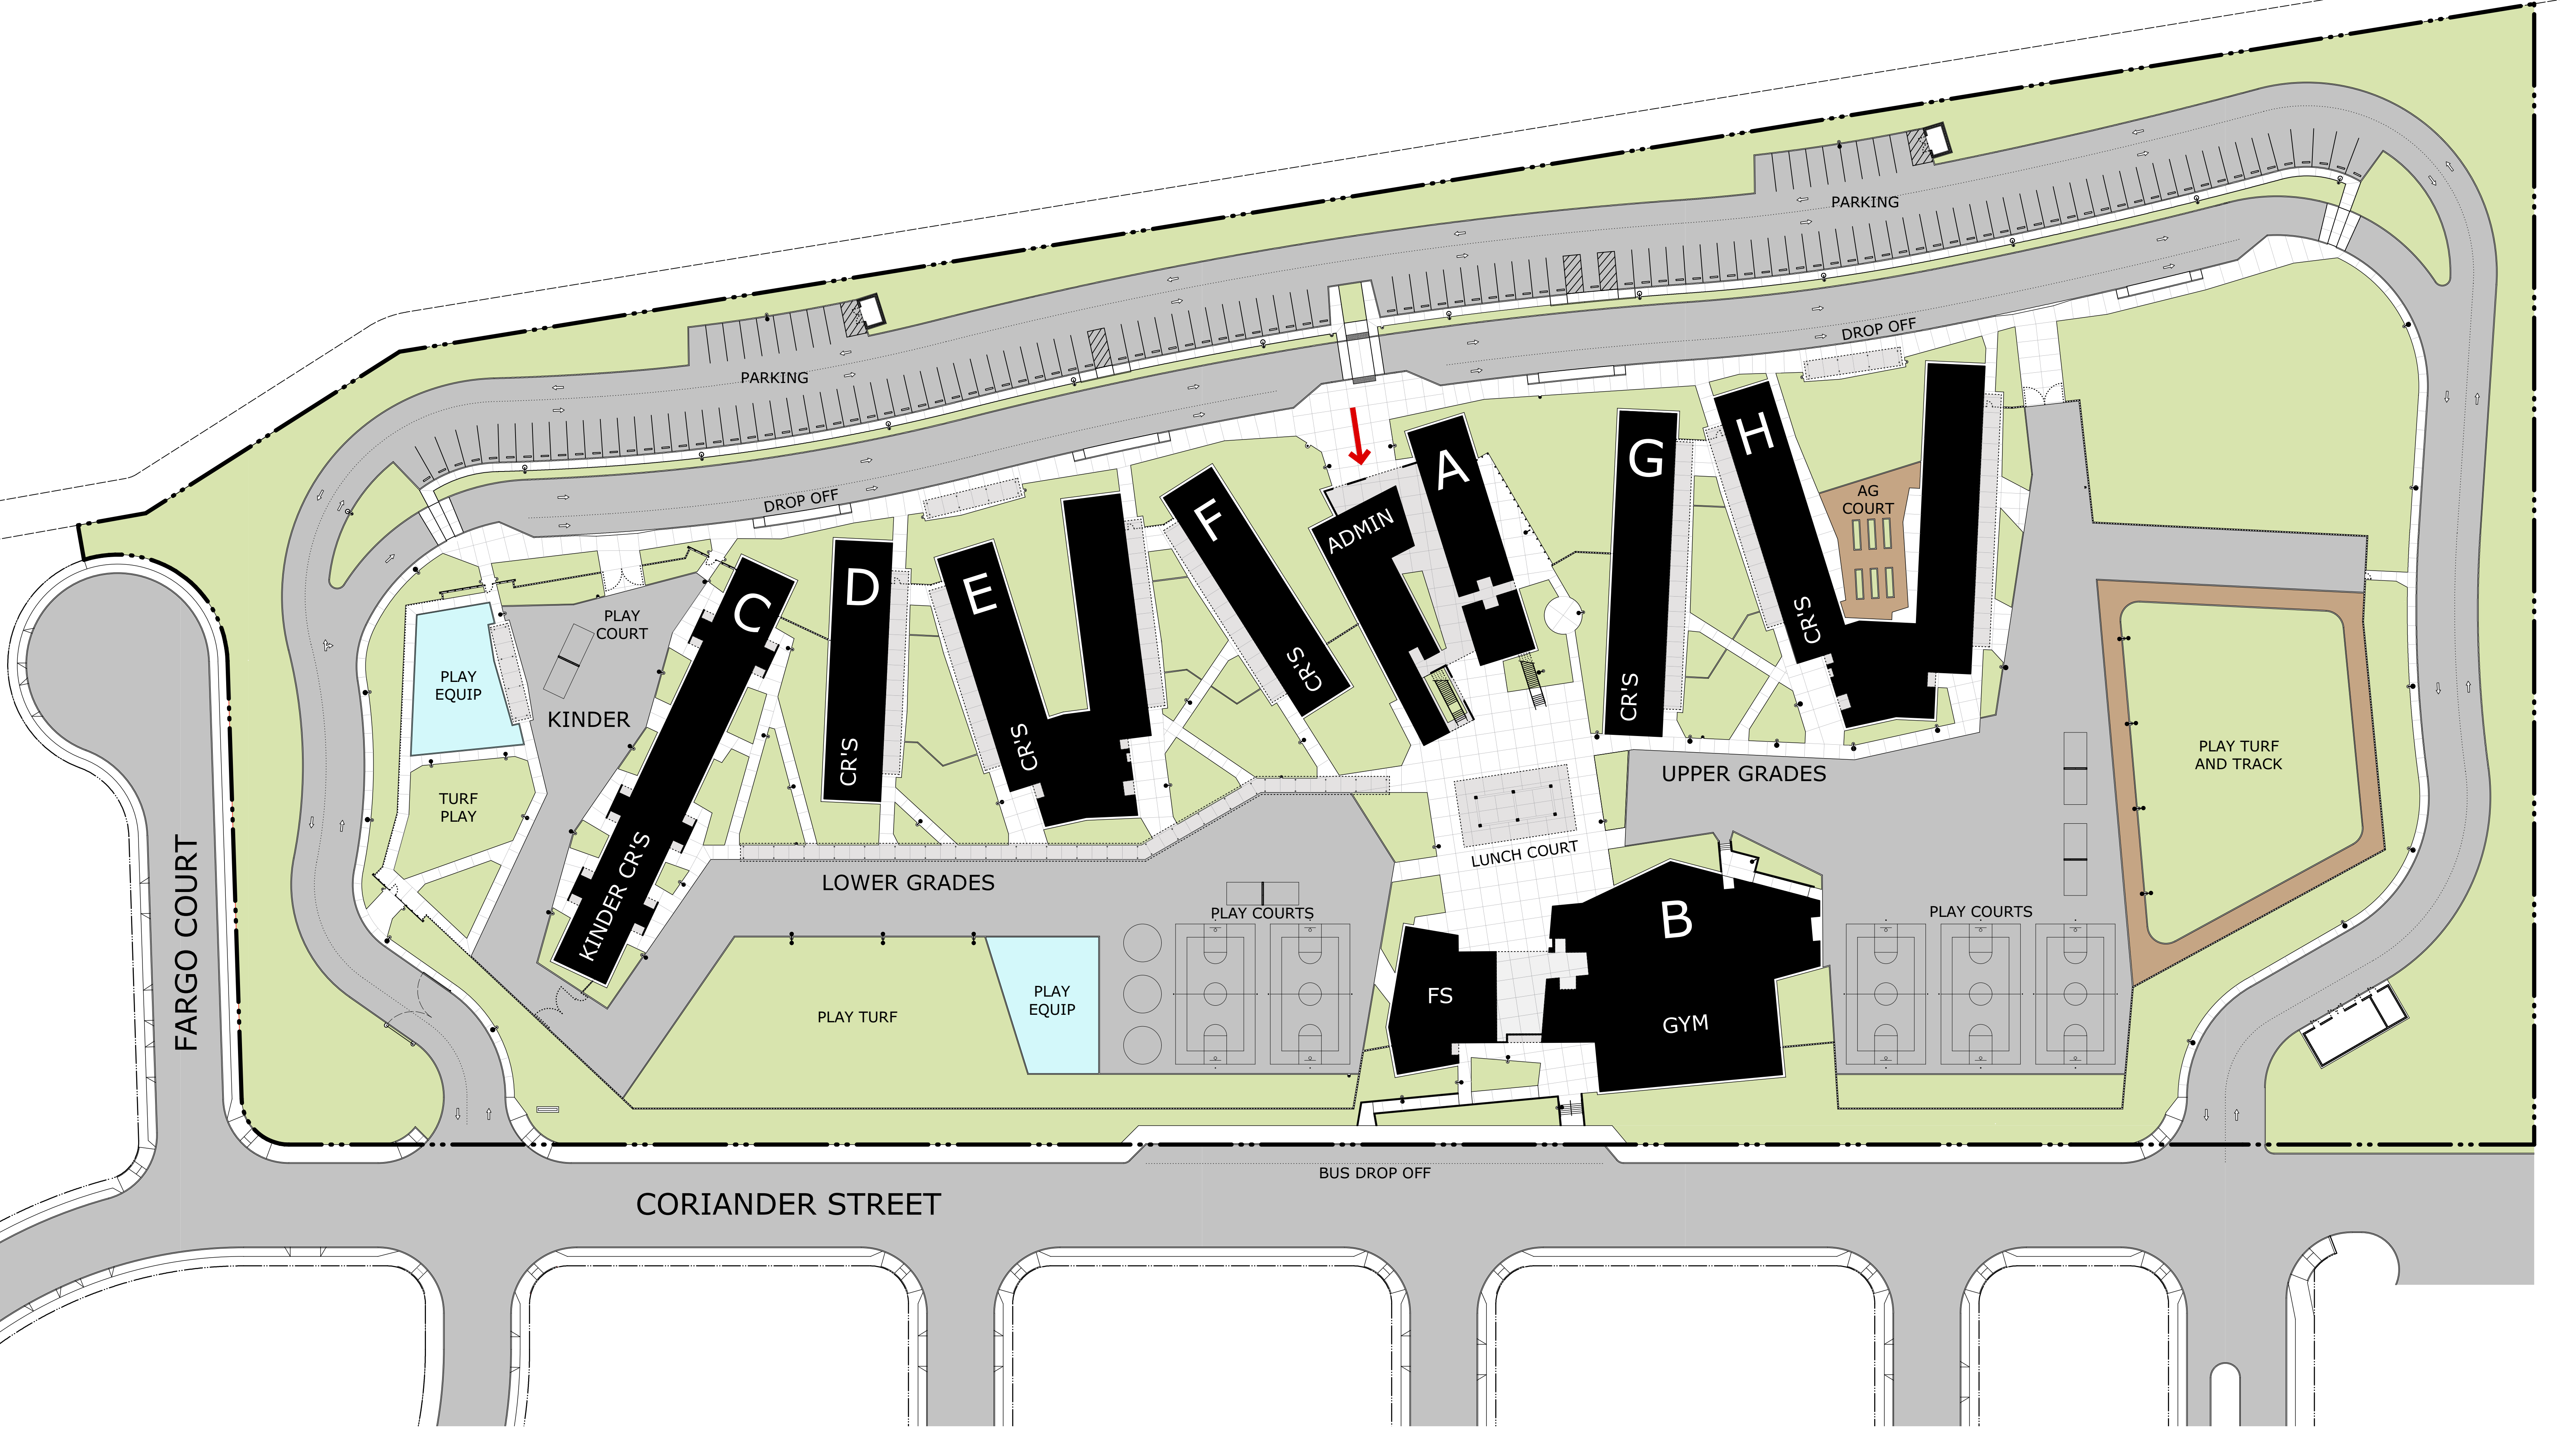 PARKING
PARKING
DROP OFF
DROP OFF
A
ADMIN
G
CR'S
H
CR'S
AG
COURT
F
CR'S
E
CR'S
D
CR'S
C
KINDER CR'S
PLAY
COURT
PLAY
EQUIP
KINDER
TURF
PLAY
UPPER GRADES
PLAY TURF
AND TRACK
LUNCH COURT
LOWER GRADES
PLAY COURTS
PLAY COURTS
B
GYM
FS
PLAY
EQUIP
PLAY TURF
FARGO COURT
BUS DROP OFF
CORIANDER STREET